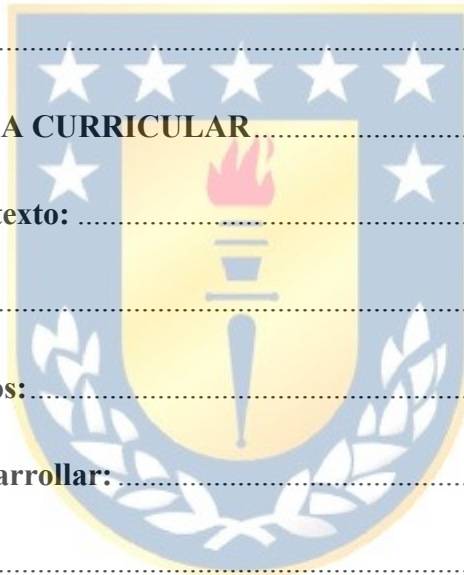 .....................................................
A CURRICULAR.............................
texto: ..................................................
.....................................................
os:.....................................................
arrollar: .............................................
.....................................................